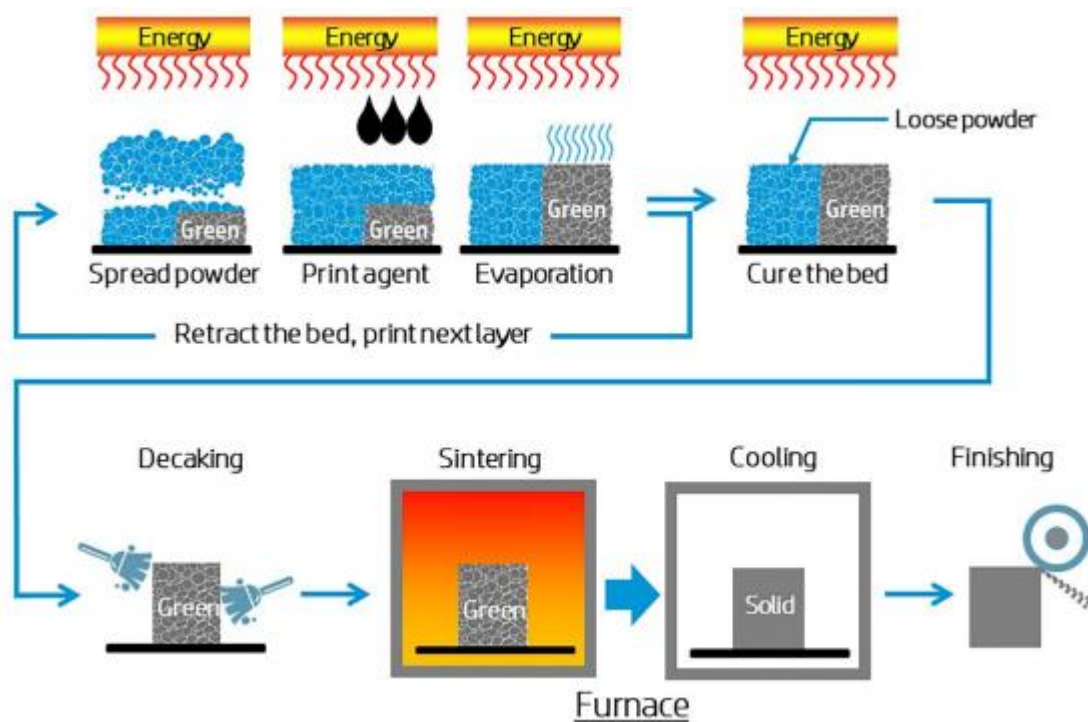 Energy
Energy
Energy
Energy
Loose powder
Green
Green
Green
Green
Spread powder
Print agent
Evaporation
Cure the bed
Retract the bed, print next layer
Decaking
Sintering
Cooling
Finishing
Green
Green
Solid
Furnace